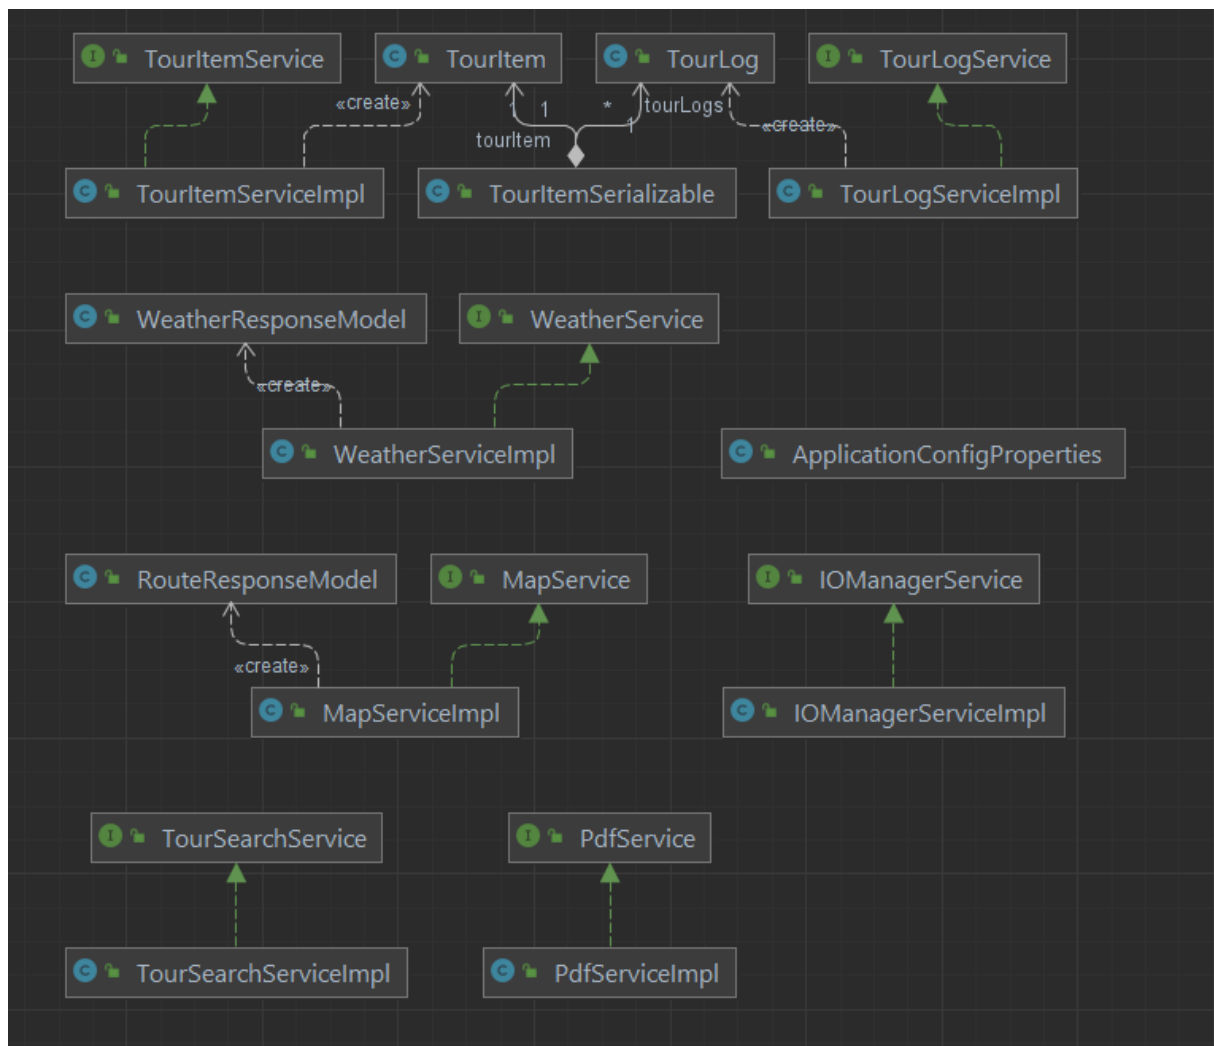 I TourItemService C TourItem C TourLog I TourLogService
«create» 1 1 * tourLogs
tourItem 1 «create»
C TourItemServiceImpl C TourItemSerializable C TourLogServiceImpl
C WeatherResponseModel I WeatherService
«create»
C WeatherServiceImpl C ApplicationConfigProperties
C RouteResponseModel I MapService I IOManagerService
«create»
C MapServiceImpl C IOManagerServiceImpl
I TourSearchService I PdfService
C TourSearchServiceImpl C PdfServiceImpl